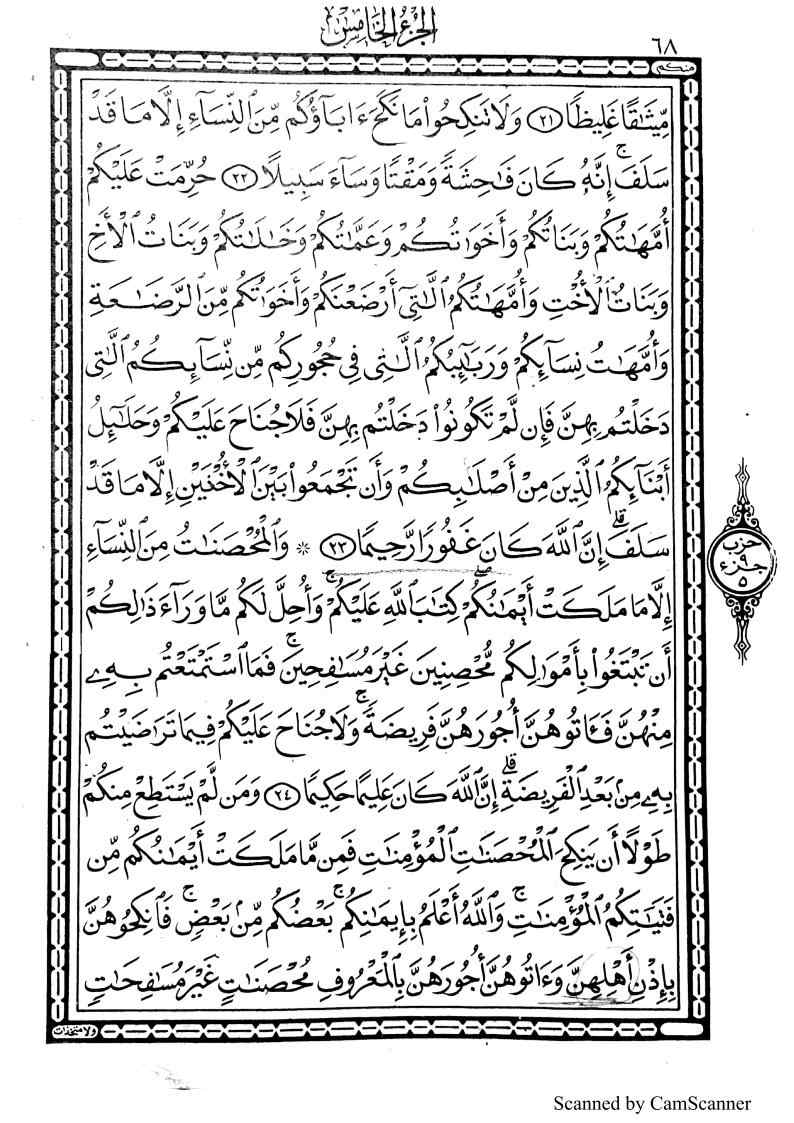 الجزء الخامس
٦٨
منكم
مِّيثَٰقًا غَلِيظًا ٢١ وَلَا تَنكِحُوا۟ مَا نَكَحَ ءَابَآؤُكُم مِّنَ ٱلنِّسَآءِ إِلَّا مَا قَدْ
سَلَفَ ۚ إِنَّهُۥ كَانَ فَٰحِشَةً وَمَقْتًا وَسَآءَ سَبِيلًا ٢٢ حُرِّمَتْ عَلَيْكُمْ
أُمَّهَٰتُكُمْ وَبَنَاتُكُمْ وَأَخَوَٰتُكُمْ وَعَمَّٰتُكُمْ وَخَٰلَٰتُكُمْ وَبَنَاتُ ٱلْأَخِ
وَبَنَاتُ ٱلْأُخْتِ وَأُمَّهَٰتُكُمُ ٱلَّٰتِىٓ أَرْضَعْنَكُمْ وَأَخَوَٰتُكُم مِّنَ ٱلرَّضَٰعَةِ
وَأُمَّهَٰتُ نِسَآئِكُمْ وَرَبَٰٓئِبُكُمُ ٱلَّٰتِى فِى حُجُورِكُم مِّن نِّسَآئِكُمُ ٱلَّٰتِى
دَخَلْتُم بِهِنَّ فَإِن لَّمْ تَكُونُوا۟ دَخَلْتُم بِهِنَّ فَلَا جُنَاحَ عَلَيْكُمْ وَحَلَٰٓئِلُ
أَبْنَآئِكُمُ ٱلَّذِينَ مِنْ أَصْلَٰبِكُمْ وَأَن تَجْمَعُوا۟ بَيْنَ ٱلْأُخْتَيْنِ إِلَّا مَا قَدْ
سَلَفَ ۗ إِنَّ ٱللَّهَ كَانَ غَفُورًا رَّحِيمًا ٢٣ * وَٱلْمُحْصَنَٰتُ مِنَ ٱلنِّسَآءِ
إِلَّا مَا مَلَكَتْ أَيْمَٰنُكُمْ ۖ كِتَٰبَ ٱللَّهِ عَلَيْكُمْ ۚ وَأُحِلَّ لَكُم مَّا وَرَآءَ ذَٰلِكُمْ
أَن تَبْتَغُوا۟ بِأَمْوَٰلِكُم مُّحْصِنِينَ غَيْرَ مُسَٰفِحِينَ ۚ فَمَا ٱسْتَمْتَعْتُم بِهِۦ
مِنْهُنَّ فَـَٔاتُوهُنَّ أُجُورَهُنَّ فَرِيضَةً ۚ وَلَا جُنَاحَ عَلَيْكُمْ فِيمَا تَرَٰضَيْتُم
بِهِۦ مِنۢ بَعْدِ ٱلْفَرِيضَةِ ۗ إِنَّ ٱللَّهَ كَانَ عَلِيمًا حَكِيمًا ٢٤ وَمَن لَّمْ يَسْتَطِعْ مِنكُمْ
طَوْلًا أَن يَنكِحَ ٱلْمُحْصَنَٰتِ ٱلْمُؤْمِنَٰتِ فَمِن مَّا مَلَكَتْ أَيْمَٰنُكُم مِّن
فَتَيَٰتِكُمُ ٱلْمُؤْمِنَٰتِ ۚ وَٱللَّهُ أَعْلَمُ بِإِيمَٰنِكُم ۚ بَعْضُكُم مِّنۢ بَعْضٍ ۚ فَٱنكِحُوهُنَّ
بِإِذْنِ أَهْلِهِنَّ وَءَاتُوهُنَّ أُجُورَهُنَّ بِٱلْمَعْرُوفِ مُحْصَنَٰتٍ غَيْرَ مُسَٰفِحَٰتٍ
ولا متخذات
حزب
٩
جزء
٥
Scanned by CamScanner